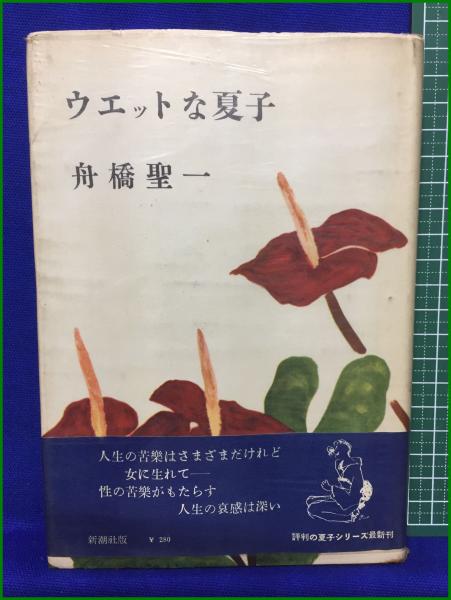 ウエットな夏子
舟橋聖一
人生の苦樂はさまざまだけれど
女に生れて——
性の苦樂がもたらす
人生の哀感は深い
新潮社版 ¥280
評判の夏子シリーズ最新刊